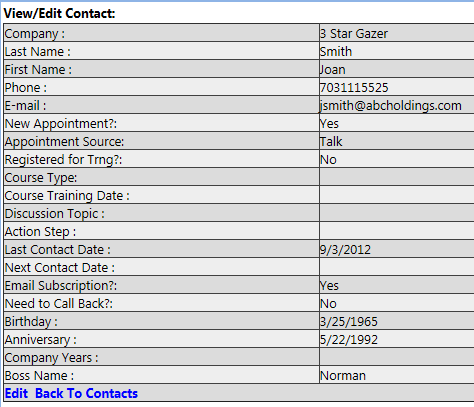 View/Edit Contact:
Company : 3 Star Gazer
Last Name : Smith
First Name : Joan
Phone : 7031115525
E-mail : jsmith@abcholdings.com
New Appointment?: Yes
Appointment Source: Talk
Registered for Trng?: No
Course Type:
Course Training Date :
Discussion Topic :
Action Step :
Last Contact Date : 9/3/2012
Next Contact Date :
Email Subscription?: Yes
Need to Call Back?: No
Birthday : 3/25/1965
Anniversary : 5/22/1992
Company Years :
Boss Name : Norman
Edit Back To Contacts